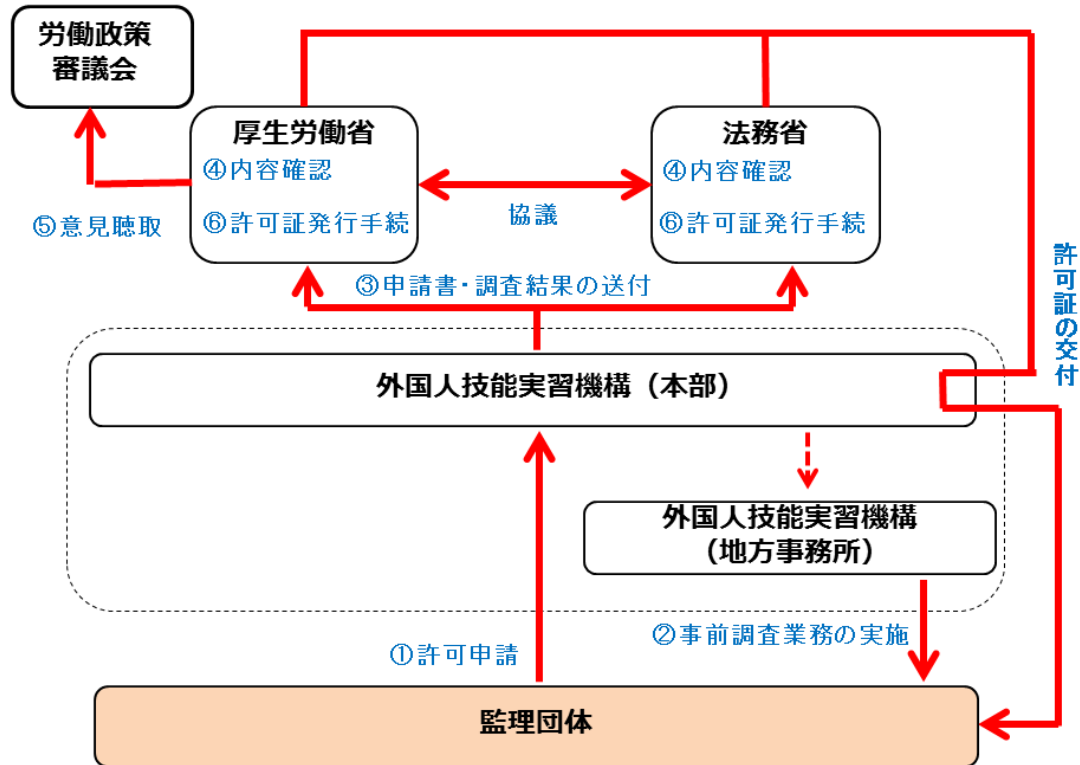 労働政策
審議会
厚生労働省
④内容確認
⑥許可証発行手続
法務省
④内容確認
⑥許可証発行手続
協議
⑤意見聴取
③申請書・調査結果の送付
許可証の交付
外国人技能実習機構（本部）
外国人技能実習機構
（地方事務所）
②事前調査業務の実施
①許可申請
監理団体